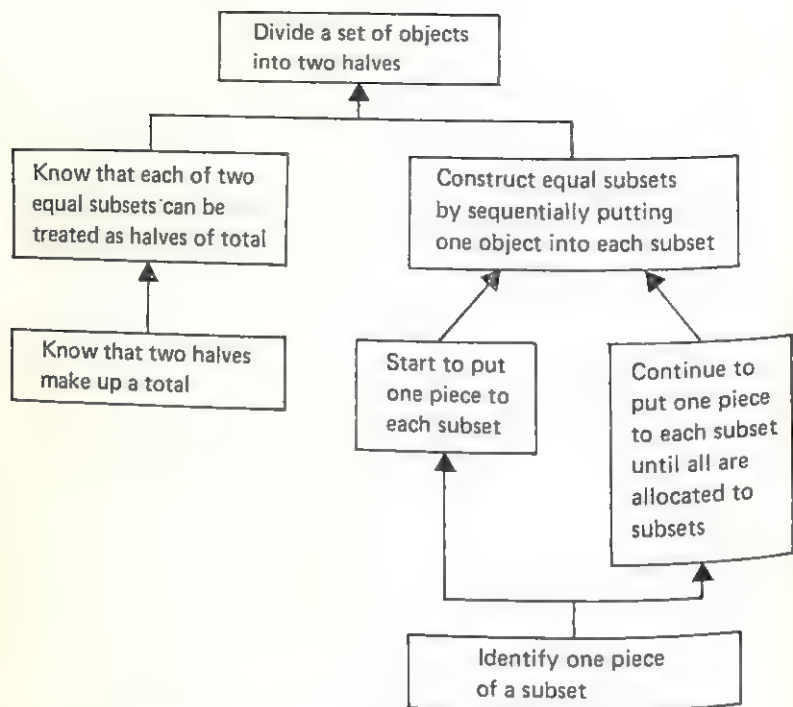 Divide a set of objects
into two halves
Know that each of two
equal subsets can be
treated as halves of total
Construct equal subsets
by sequentially putting
one object into each subset
Know that two halves
make up a total
Start to put
one piece to
each subset
Continue to
put one piece
to each subset
until all are
allocated to
subsets
Identify one piece
of a subset